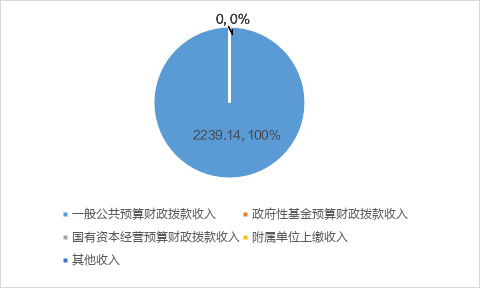 0, 0%
2239.14, 100%
一般公共预算财政拨款收入 政府性基金预算财政拨款收入
国有资本经营预算财政拨款收入 附属单位上缴收入
其他收入